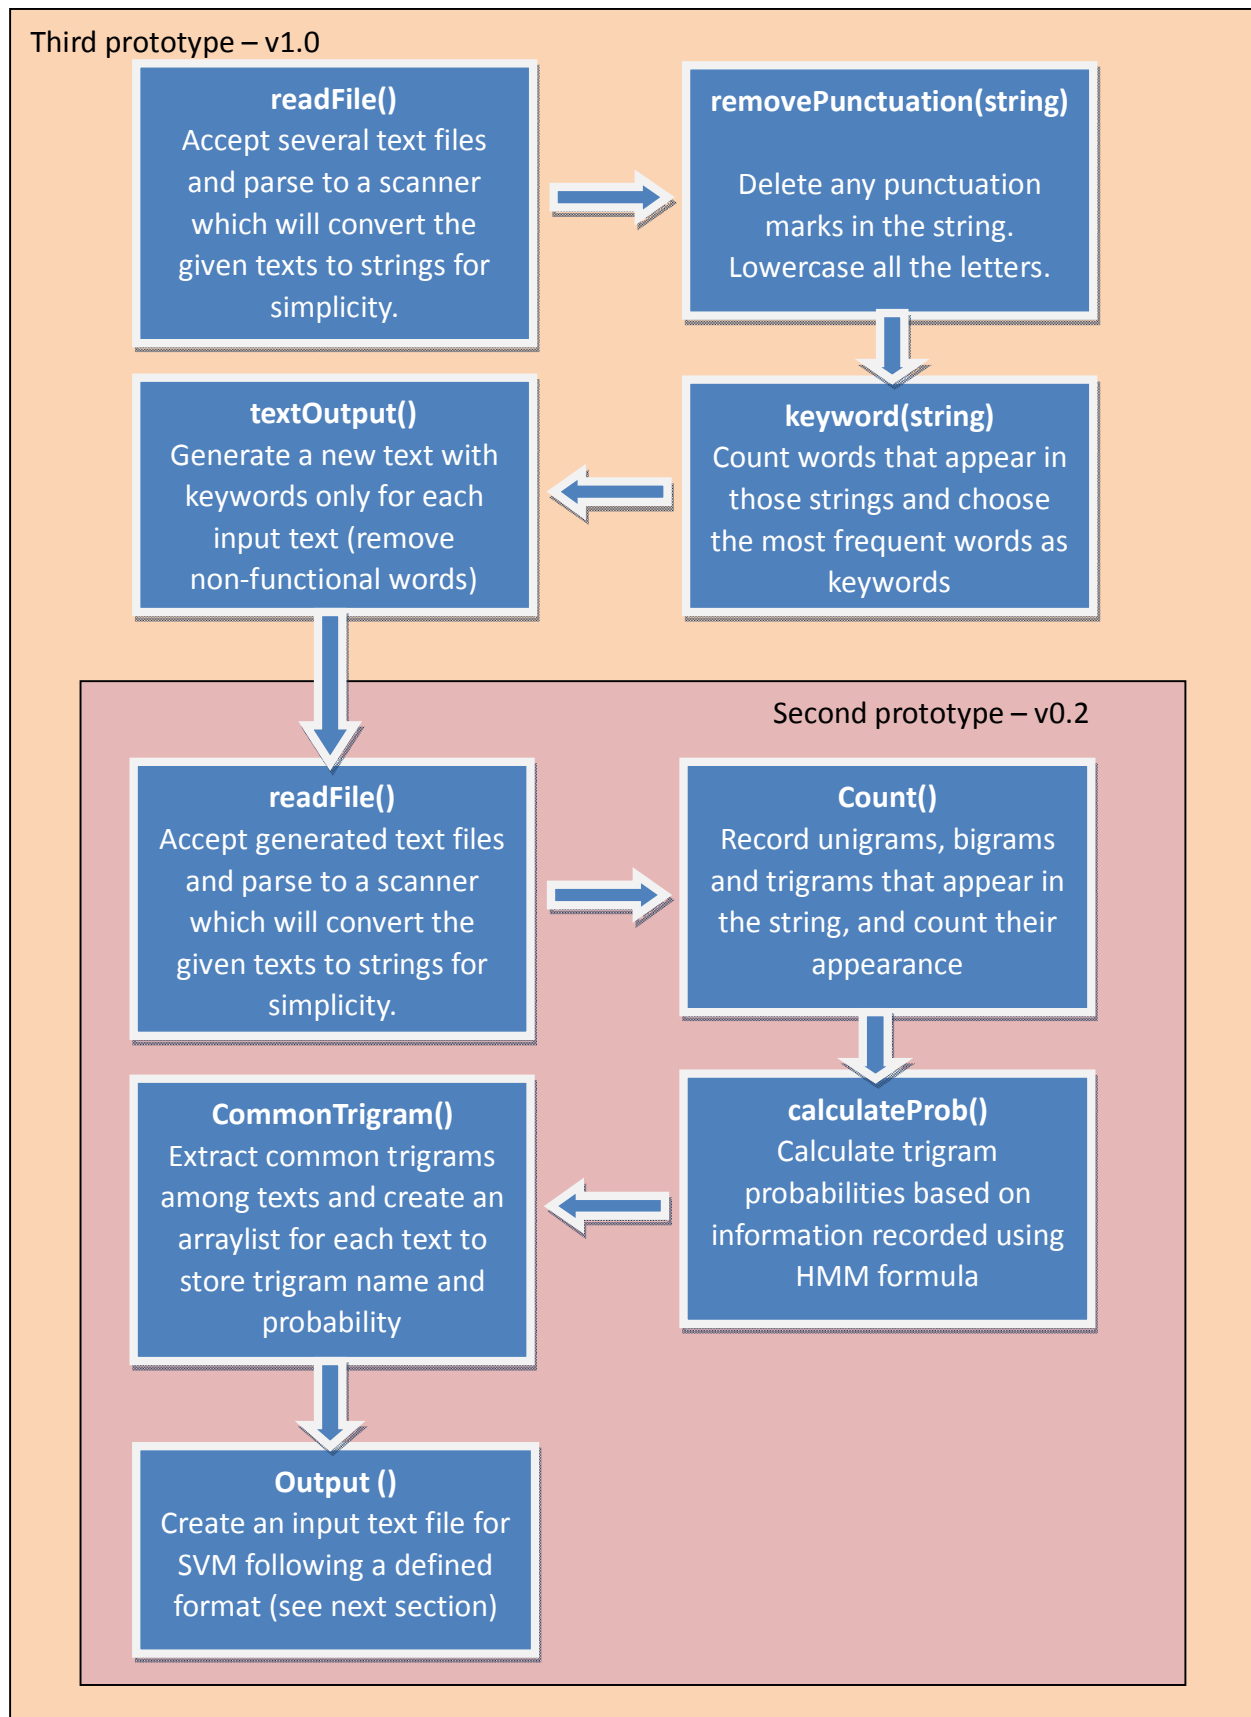 Third prototype – v1.0
readFile()
Accept several text files
and parse to a scanner
which will convert the
given texts to strings for
simplicity.
removePunctuation(string)
Delete any punctuation
marks in the string.
Lowercase all the letters.
textOutput()
Generate a new text with
keywords only for each
input text (remove
non-functional words)
keyword(string)
Count words that appear in
those strings and choose
the most frequent words as
keywords
Second prototype – v0.2
readFile()
Accept generated text files
and parse to a scanner
which will convert the
given texts to strings for
simplicity.
Count()
Record unigrams, bigrams
and trigrams that appear in
the string, and count their
appearance
CommonTrigram()
Extract common trigrams
among texts and create an
arraylist for each text to
store trigram name and
probability
calculateProb()
Calculate trigram
probabilities based on
information recorded using
HMM formula
Output ()
Create an input text file for
SVM following a defined
format (see next section)